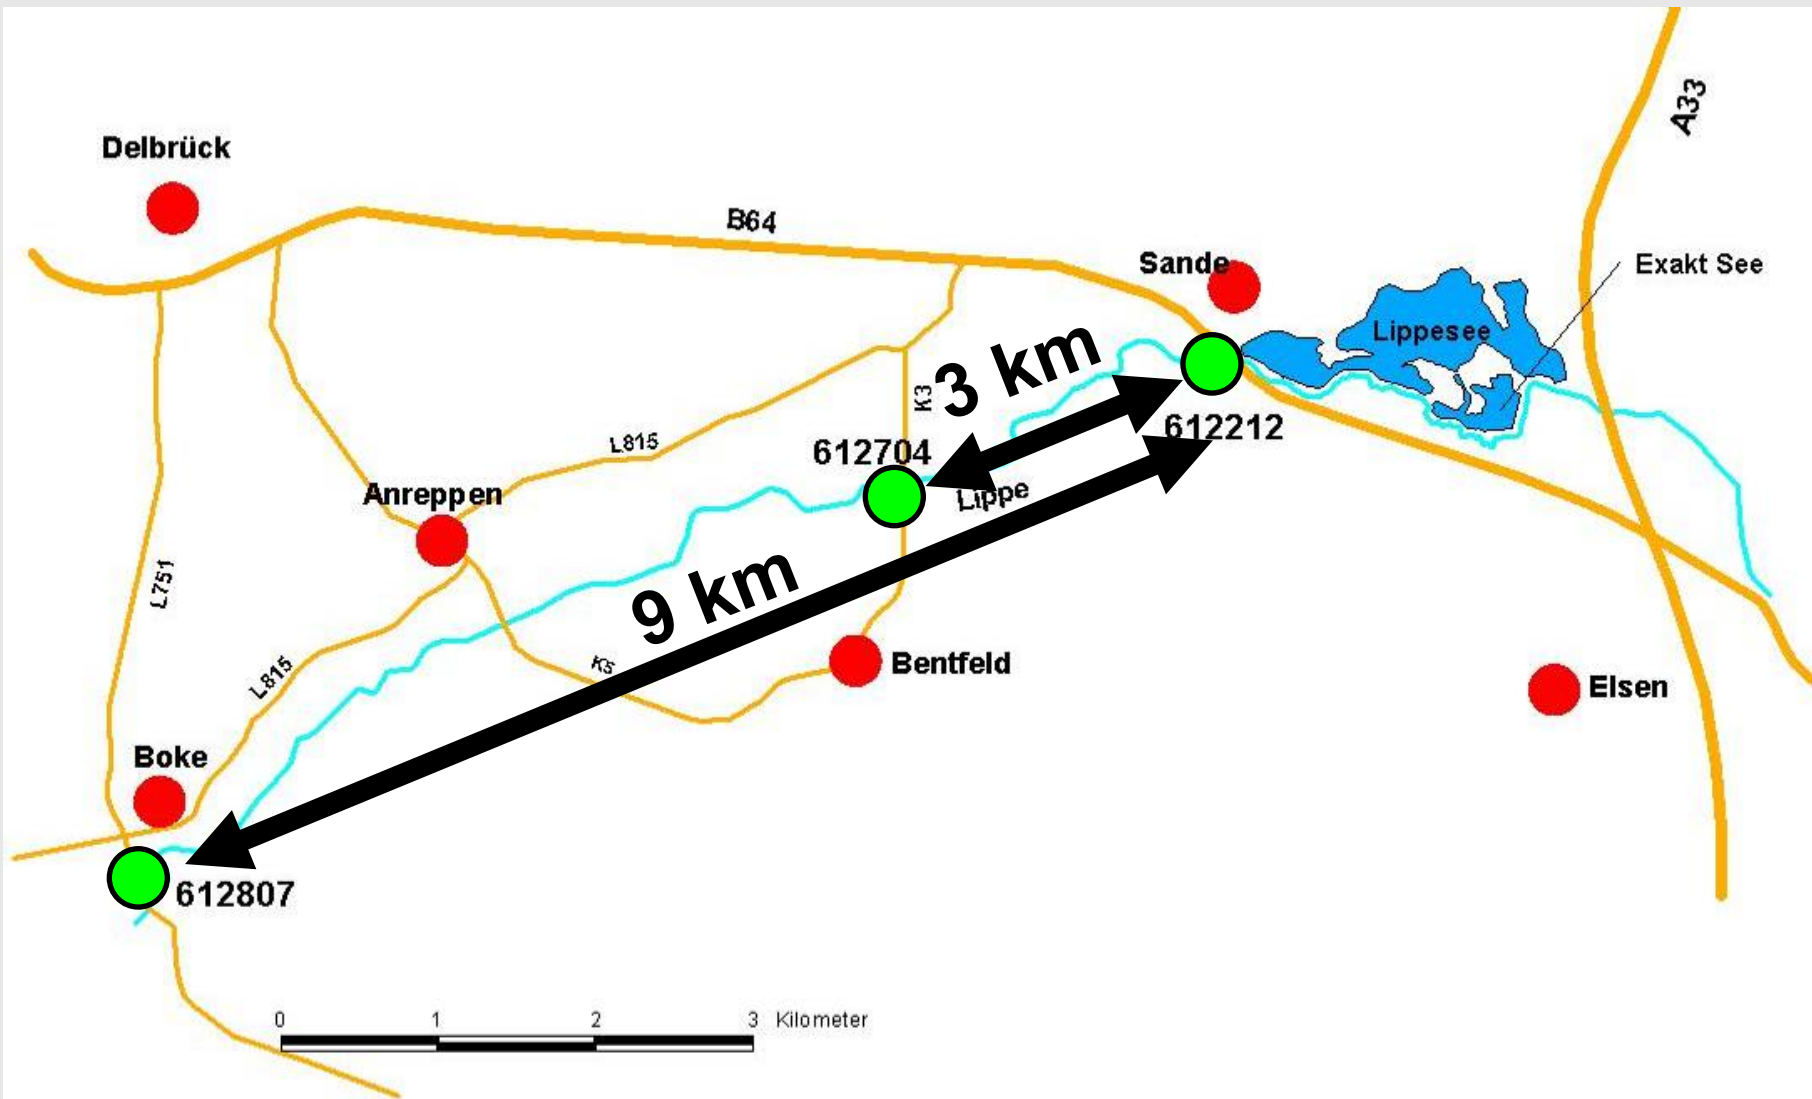 A33
Delbrück
B64
Sande
Exakt See
Lippesee
3 km
K3
612212
L815
612704
Anreppen
Lippe
9 km
L751
L815
Bentfeld
Elsen
Boke
612807
0 1 2 3 Kilometer